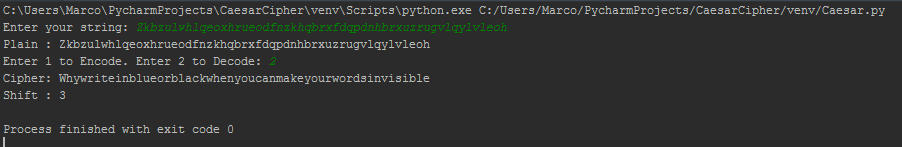 C:\Users\Marco\PycharmProjects\CaesarCipher\venv\Scripts\python.exe C:/Users/Marco/PycharmProjects/CaesarCipher/venv/Caesar.py
Enter your string: Zkbzulwhlqeoxhrueodfnzkhqbrxfdqpdnhbrxuzrugvlqylvleoh
Plain : Zkbzulwhlqeoxhrueodfnzkhqbrxfdqpdnhbrxuzrugvlqylvleoh
Enter 1 to Encode. Enter 2 to Decode: 2
Cipher: Whywriteinblueorblackwhenyoucanmakeyourwordsinvisible
Shift : 3
Process finished with exit code 0